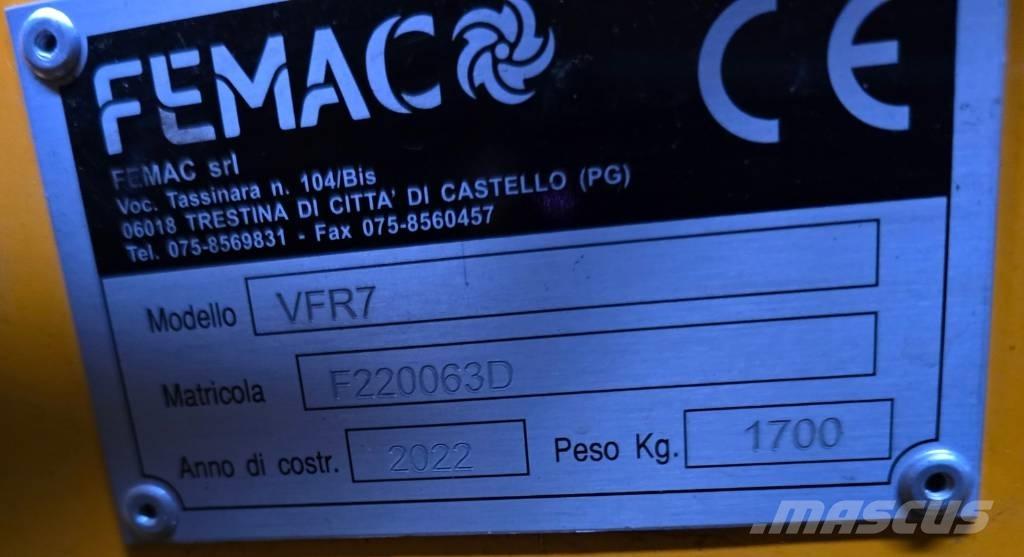 FEMAC CE
FEMAC srl
Voc. Tassinara n. 104/Bis
06018 TRESTINA DI CITTA' DI CASTELLO (PG)
Tel. 075-8569831 - Fax 075-8560457
Modello VFR7
Matricola F220063D
Anno di costr. 2022 Peso Kg. 1700
mascus